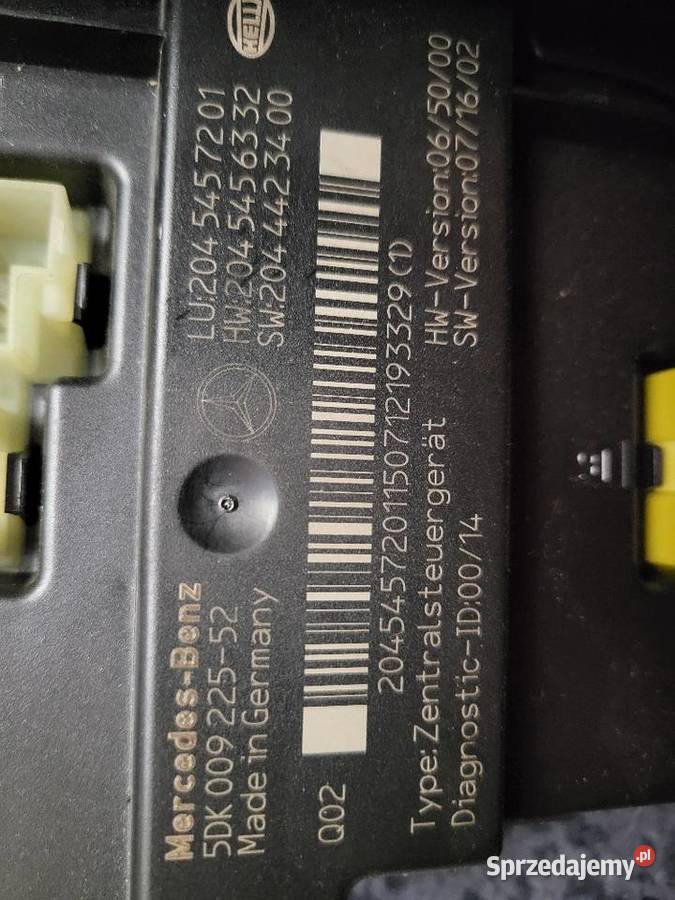 HELLA
Mercedes-Benz
5DK 009 225-52
Made in Germany
LU:204 545 72 01
HW:204 545 63 32
SW:204 442 34 00
Q02
20454572011507121933​29(1)
Type:Zentralsteuergerät
Diagnostic-ID:00/14
HW-Version:06/50/00
SW-Version:07/16/02
Sprzedajemy.pl